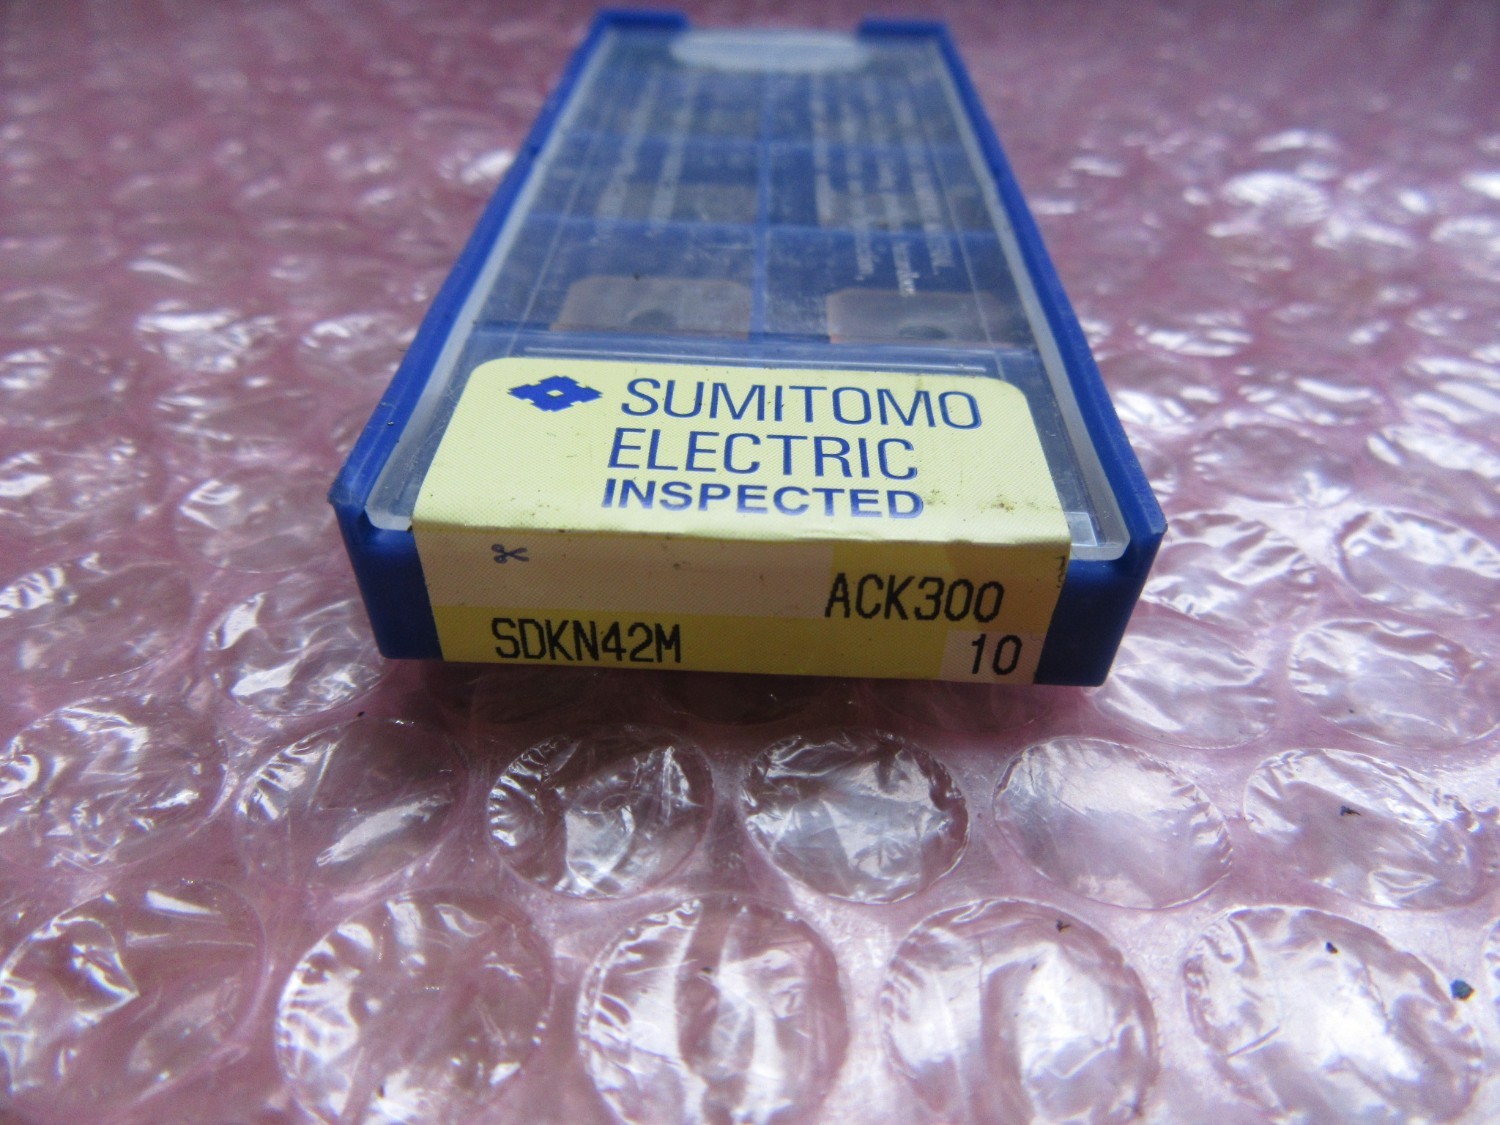 SUMITOMO
ELECTRIC
INSPECTED
ACK300
SDKN42M
10